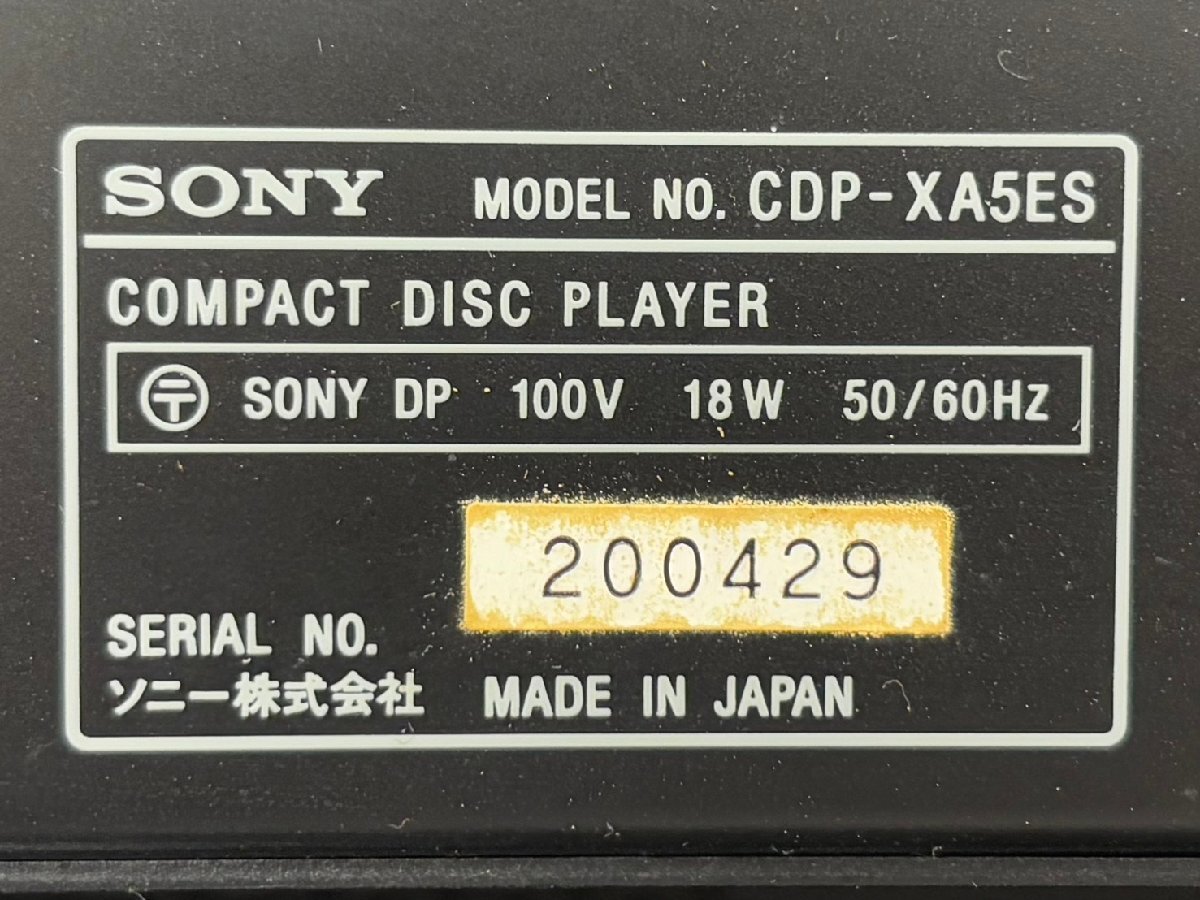 SONY MODEL NO. CDP-XA5ES
COMPACT DISC PLAYER
〶 SONY DP 100V 18W 50/60Hz
200429
SERIAL NO.
ソニー株式会社 MADE IN JAPAN